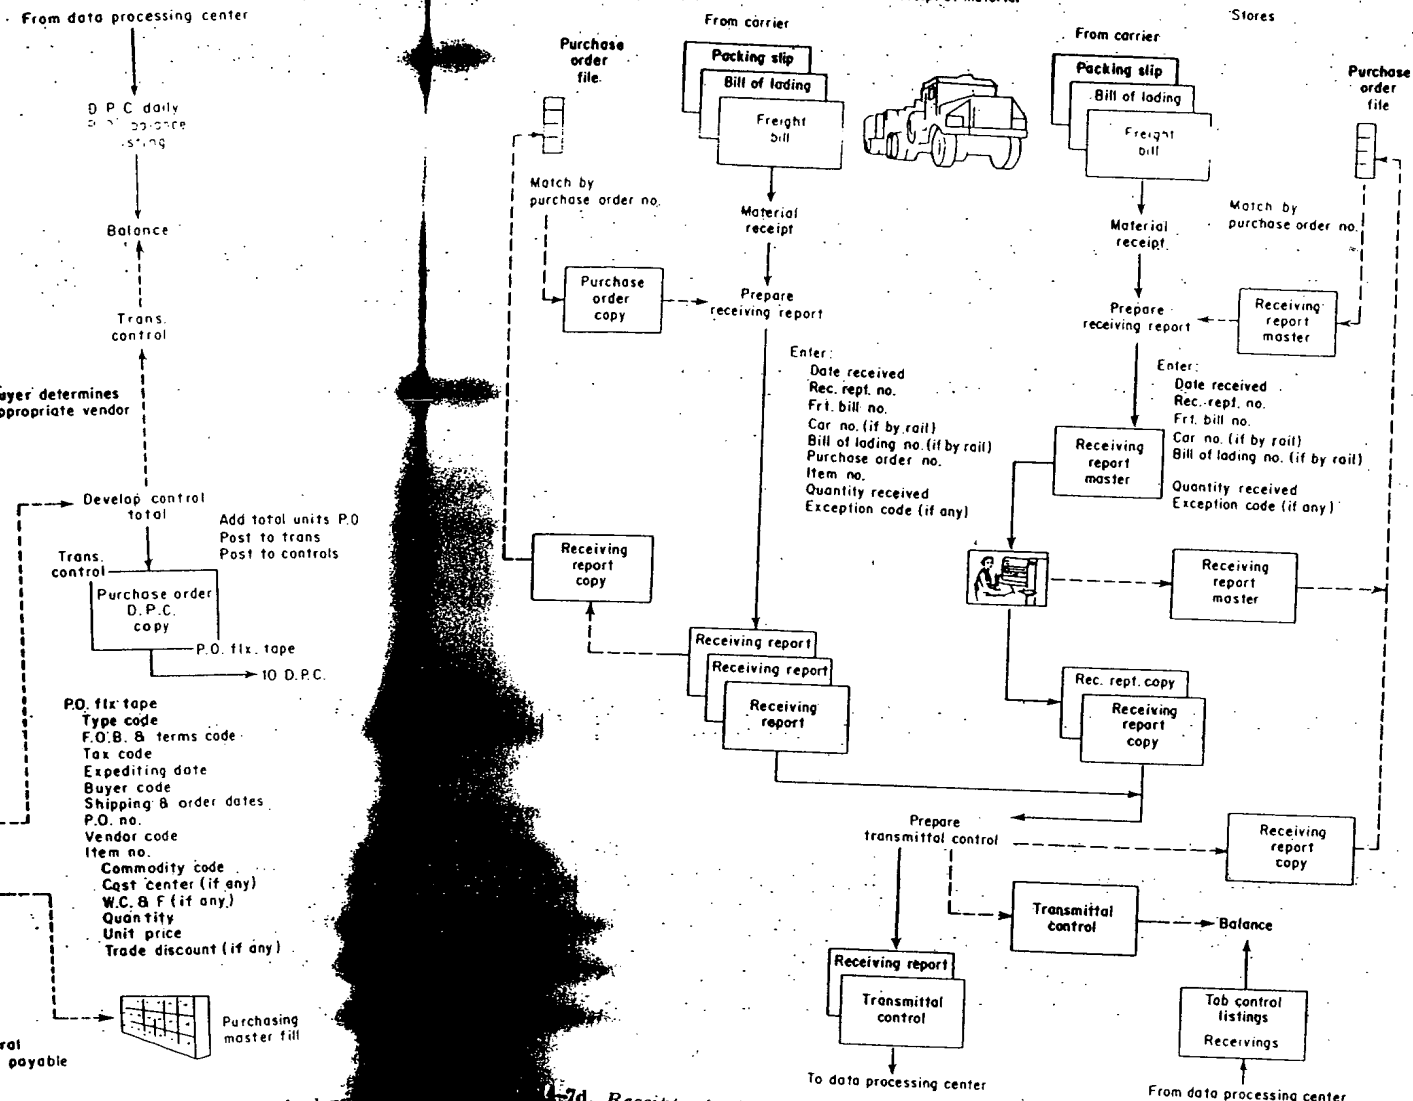 From data processing center
D.P.C. daily
Balance
Trans.
control
determines
appropriate vendor
Develop control
total
Add total units P.O
Post to trans
Post to controls
Trans.
control
Purchase order
D.P.C.
copy
P.O. flx. tape
10 D.P.C.
P.O. flx tape
Type code
F.O.B. & terms code
Tax code
Expediting date
Buyer code
Shipping & order dates
P.O. no.
Vendor code
Item no.
Commodity code
Cost center (if any)
W.C. & F (if any)
Quantity
Unit price
Trade discount (if any)
Purchasing
master fill
payable
Purchase
order
file
From carrier
Packing slip
Bill of lading
Freight
bill
Match by
purchase order no.
Material
receipt
Purchase
order
copy
Prepare
receiving report
Enter:
Date received
Rec. rept. no.
Frt. bill no.
Car no. (if by rail)
Bill of lading no. (if by rail)
Purchase order no.
Item no.
Quantity received
Exception code (if any)
Receiving
report
copy
Receiving report
Receiving report
Receiving
report
material
Stores
From carrier
Packing slip
Bill of lading
Freight
bill
Purchase
order
file
Material
receipt
Match by
purchase order no.
Prepare
receiving report
Receiving
report
master
Enter:
Date received
Rec. rept. no.
Frt. bill no.
Car no. (if by rail)
Bill of lading no. (if by rail)
Quantity received
Exception code (if any)
Receiving
report
master
Receiving
report
master
Rec. rept. copy
Receiving
report
copy
Prepare
transmittal control
Receiving
report
copy
Transmittal
control
Balance
Receiving report
Transmittal
control
Tab control
listings
Receivings
To data processing center
From data processing center
7d.